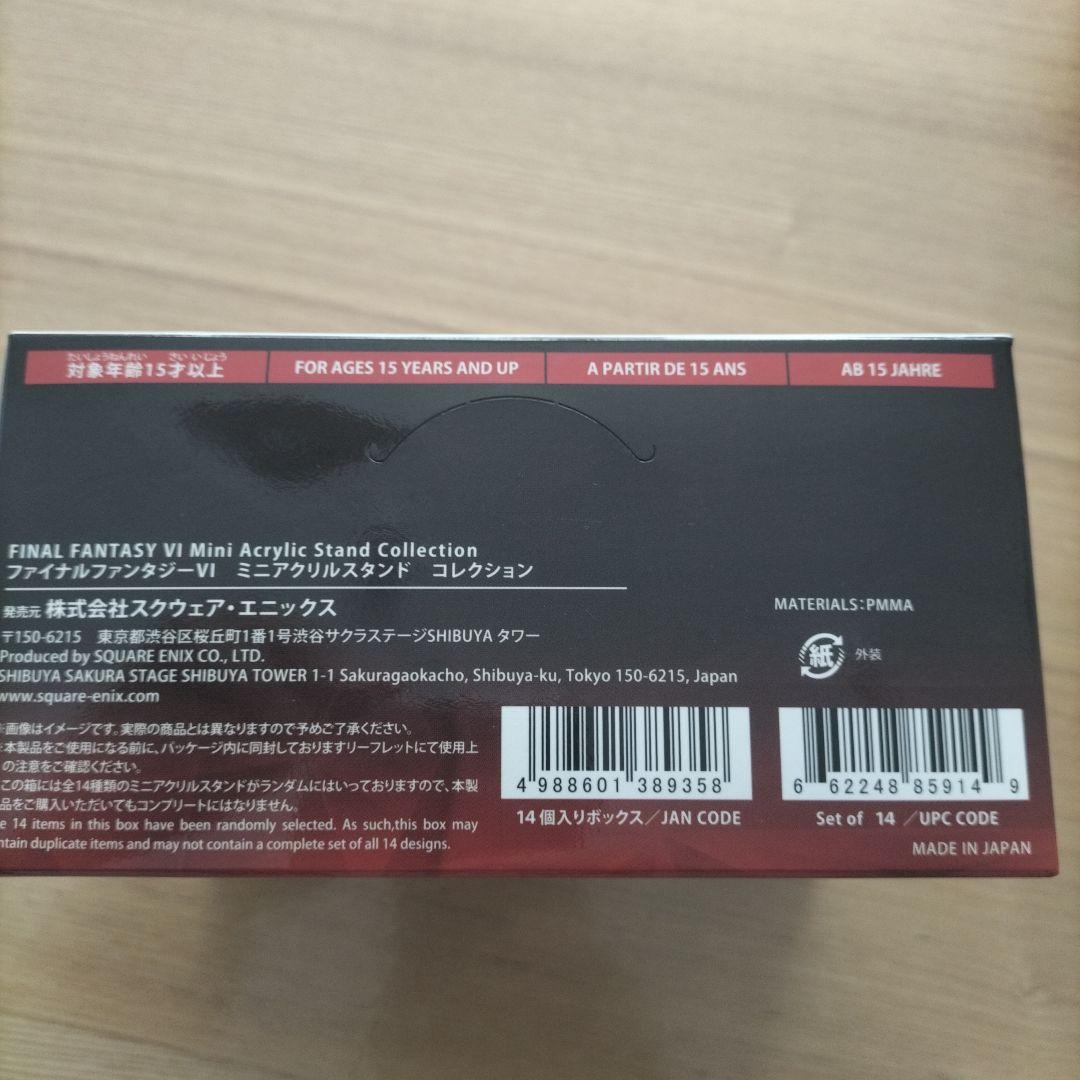 たいしょうねんれい さい いじょう
対象年齢15才以上
FOR AGES 15 YEARS AND UP
A PARTIR DE 15 ANS
AB 15 JAHRE
FINAL FANTASY VI Mini Acrylic Stand Collection
ファイナルファンタジーVI ミニアクリルスタンド コレクション
発売元 株式会社スクウェア・エニックス
〒150-6215 東京都渋谷区桜丘町1番1号渋谷サクラステージSHIBUYA タワー
Produced by SQUARE ENIX CO., LTD.
SHIBUYA SAKURA STAGE SHIBUYA TOWER 1-1 Sakuragaokacho, Shibuya-ku, Tokyo 150-6215, Japan
www.square-enix.com
※画像はイメージです。実際の商品とは異なりますので予めご了承ください。
※本製品をご使用になる前に、パッケージ内に同封しておりますリーフレットにて使用上
の注意をご確認ください。
この箱には全14種類のミニアクリルスタンドがランダムにはいっておりますので、本製
品をご購入いただいてもコンプリートにはなりません。
14 items in this box have been randomly selected. As such,this box may
duplicate items and may not contain a complete set of all 14 designs.
MATERIALS:PMMA
紙 外装
4 988601 389358
14個入りボックス/JAN CODE
6 62248 85914 9
Set of 14 /UPC CODE
MADE IN JAPAN